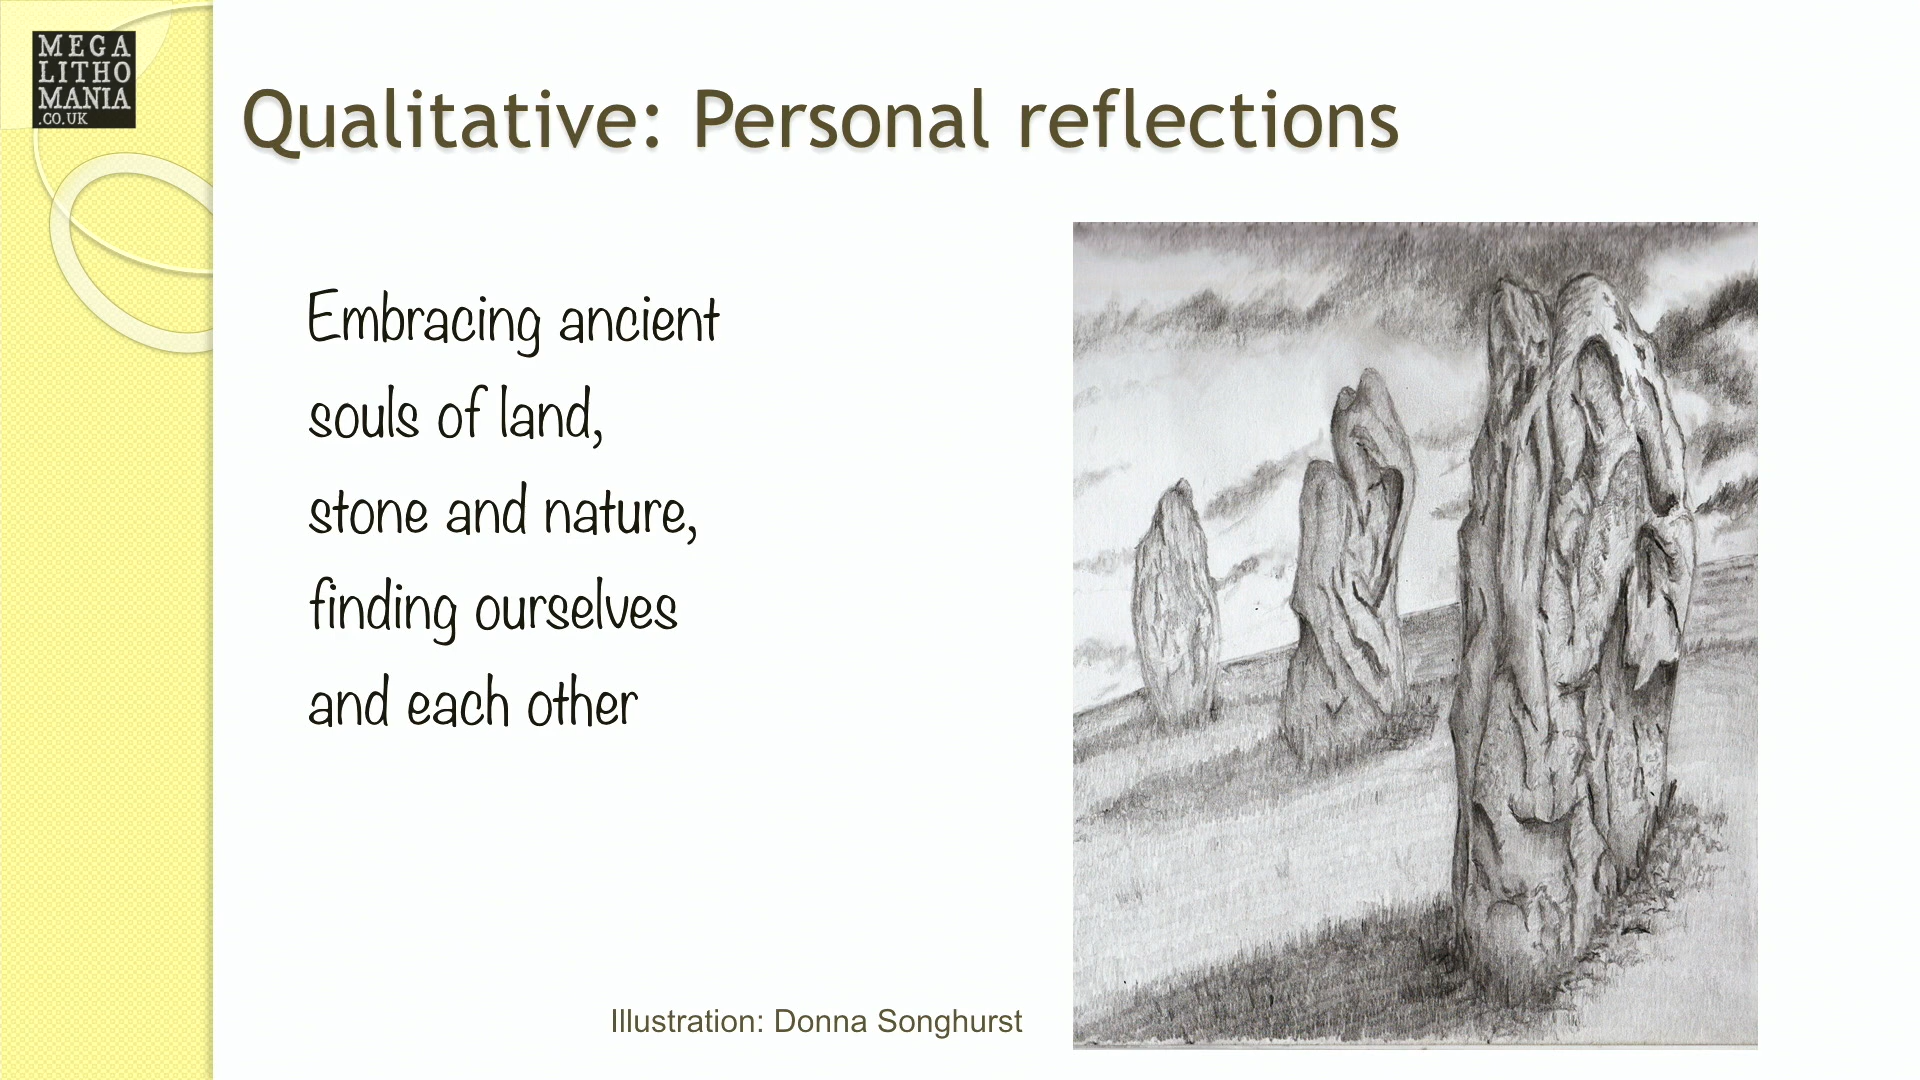 MEGA
LITHO
MANIA
.CO.UK
Qualitative: Personal reflections
Embracing ancient
souls of land,
stone and nature,
finding ourselves
and each other
Illustration: Donna Songhurst